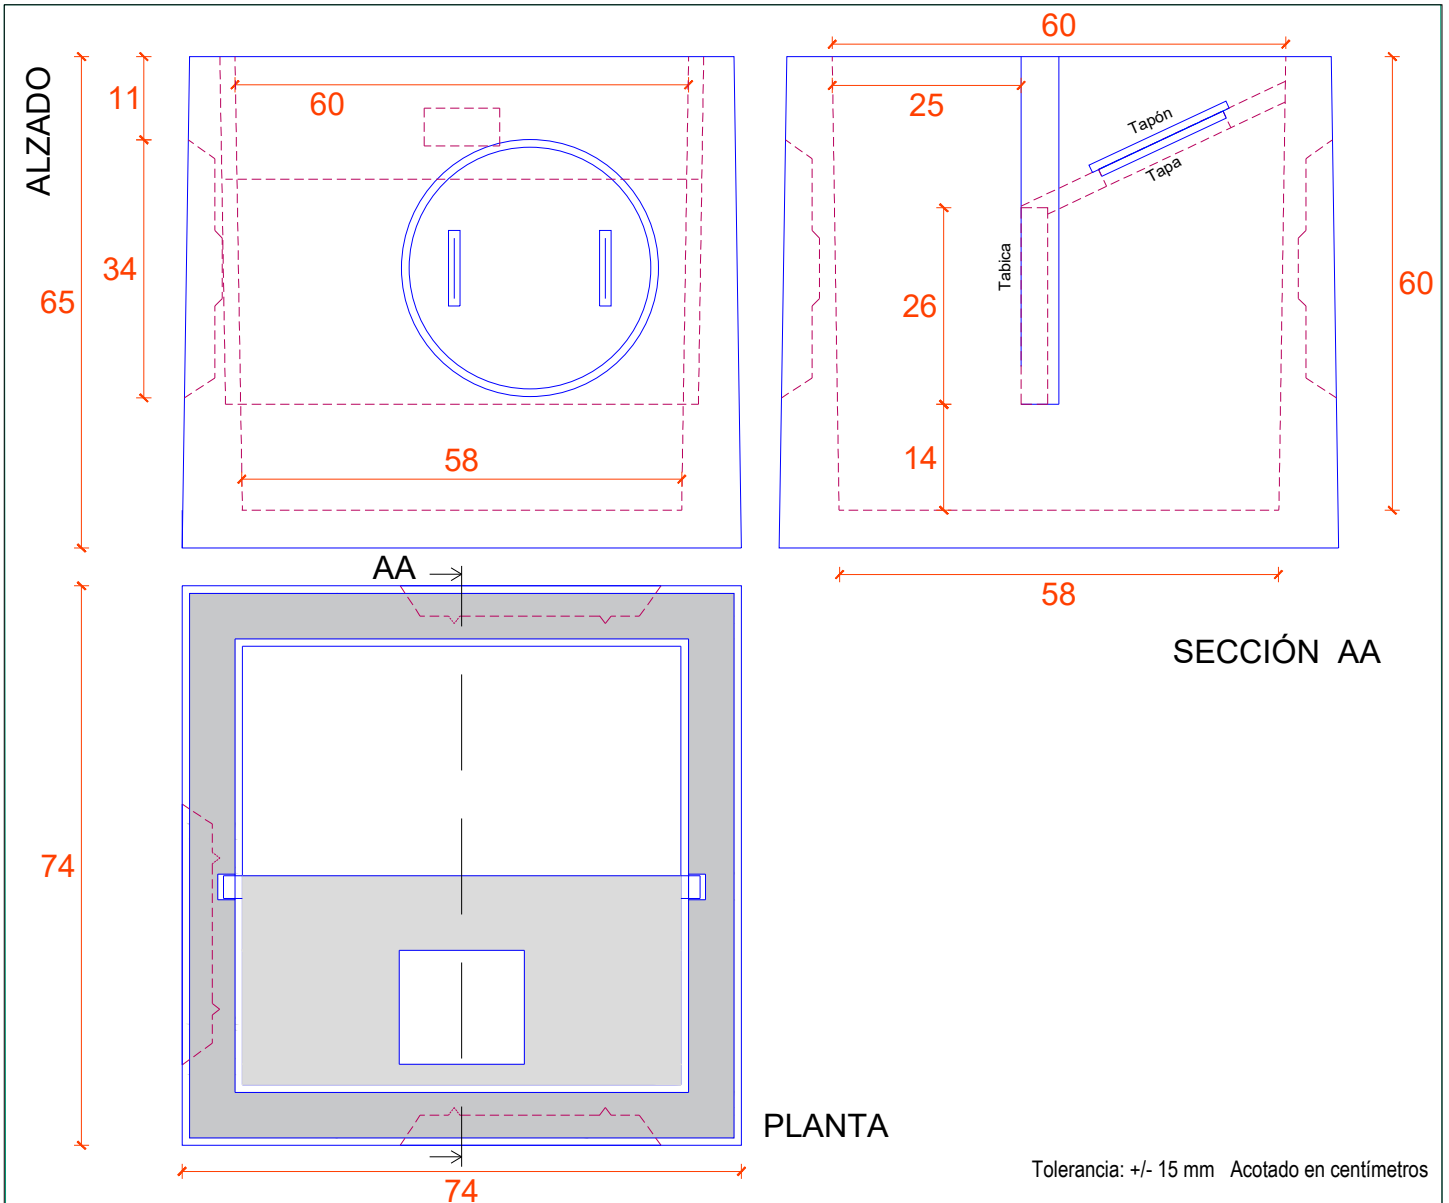 ALZADO
11
60
34
65
58
60
25
Tapón
Tapa
Tabica
26
14
60
58
SECCIÓN AA
AA
74
74
PLANTA
Tolerancia: +/- 15 mm Acotado en centímetros